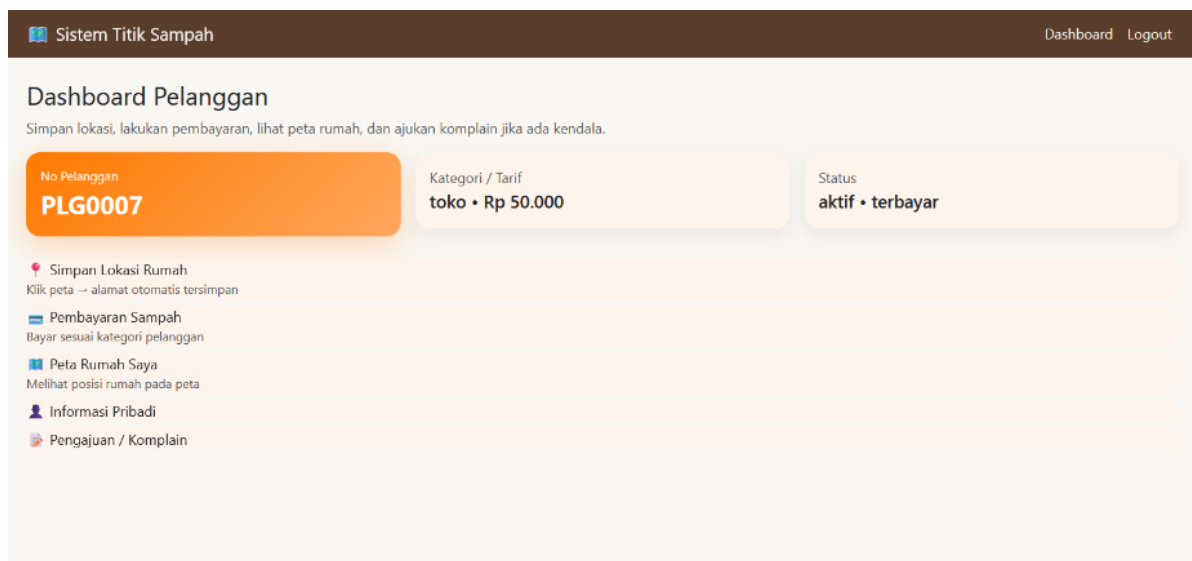 Sistem Titik Sampah
Dashboard Logout
Dashboard Pelanggan
Simpan lokasi, lakukan pembayaran, lihat peta rumah, dan ajukan komplain jika ada kendala.
No Pelanggan
PLG0007
Kategori / Tarif
toko • Rp 50.000
Status
aktif • terbayar
Simpan Lokasi Rumah
Klik peta → alamat otomatis tersimpan
Pembayaran Sampah
Bayar sesuai kategori pelanggan
Peta Rumah Saya
Melihat posisi rumah pada peta
Informasi Pribadi
Pengajuan / Komplain